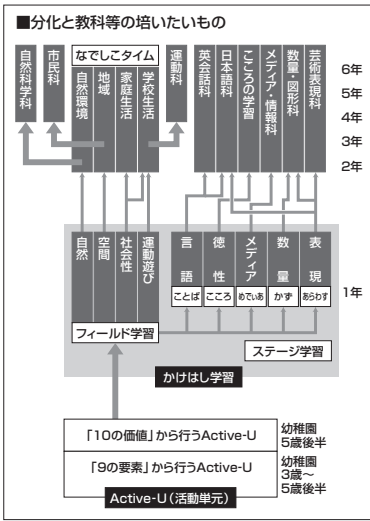 ■分化と教科等の培いたいもの
自然科学科
市民科
なでしこタイム
自然環境
地域
家庭生活
学校生活
運動科
英会話科
日本語科
こころの学習
メディア・情報科
数量・図形科
芸術表現科
6年
5年
4年
3年
2年
自然
空間
社会性
運動遊び
言語
徳性
メディア
数量
表現
ことば
こころ
めでぃあ
かず
あらわす
1年
フィールド学習
ステージ学習
かけはし学習
「10の価値」から行うActive-U
幼稚園
5歳後半
「9の要素」から行うActive-U
幼稚園
3歳~
5歳後半
Active-U(活動単元)